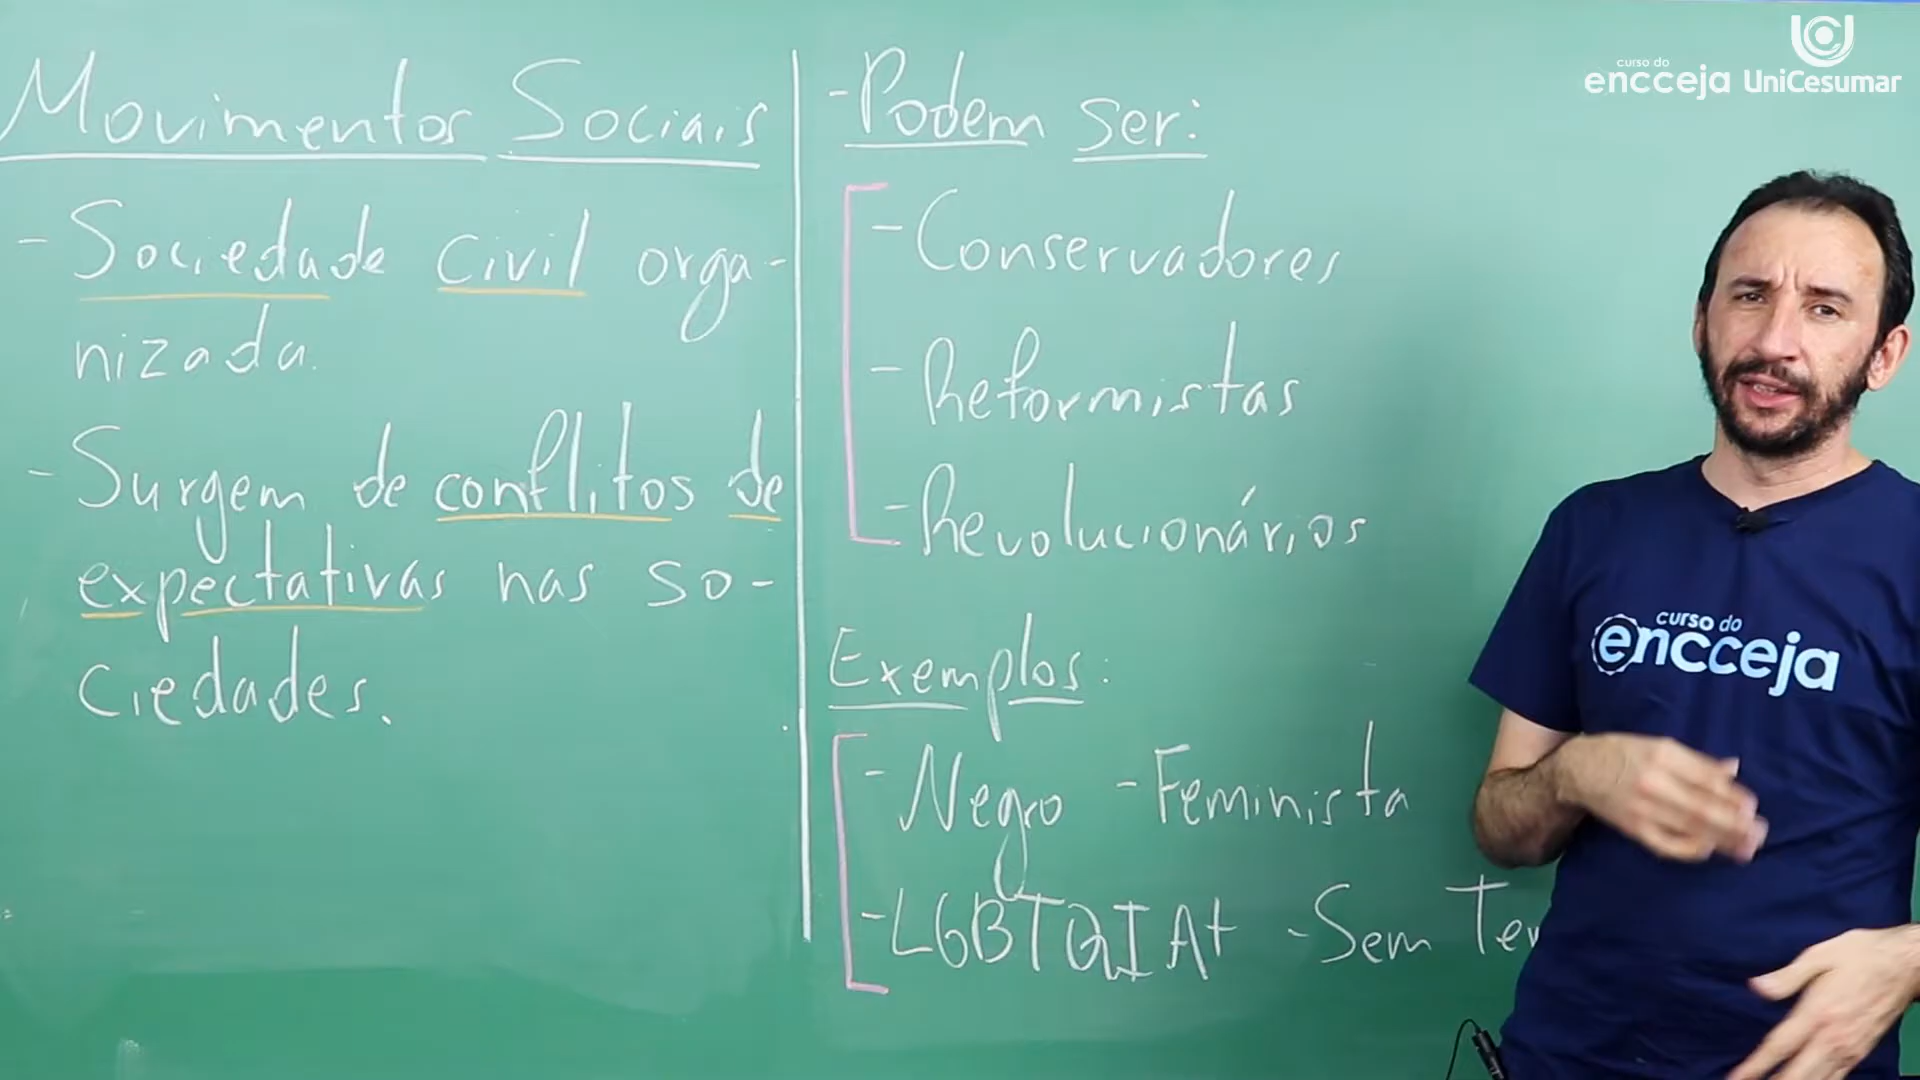 Movimentos Sociais
- Sociedade civil orga-
nizada.
- Surgem de conflitos de
expectativas nas so-
ciedades.
- Podem ser:
- Conservadores
- Reformistas
- Revolucionários
Exemplos:
- Negro - Feminista
- LGBTQIA+ - Sem Ter
curso do
encceja UniCesumar
curso do
encceja